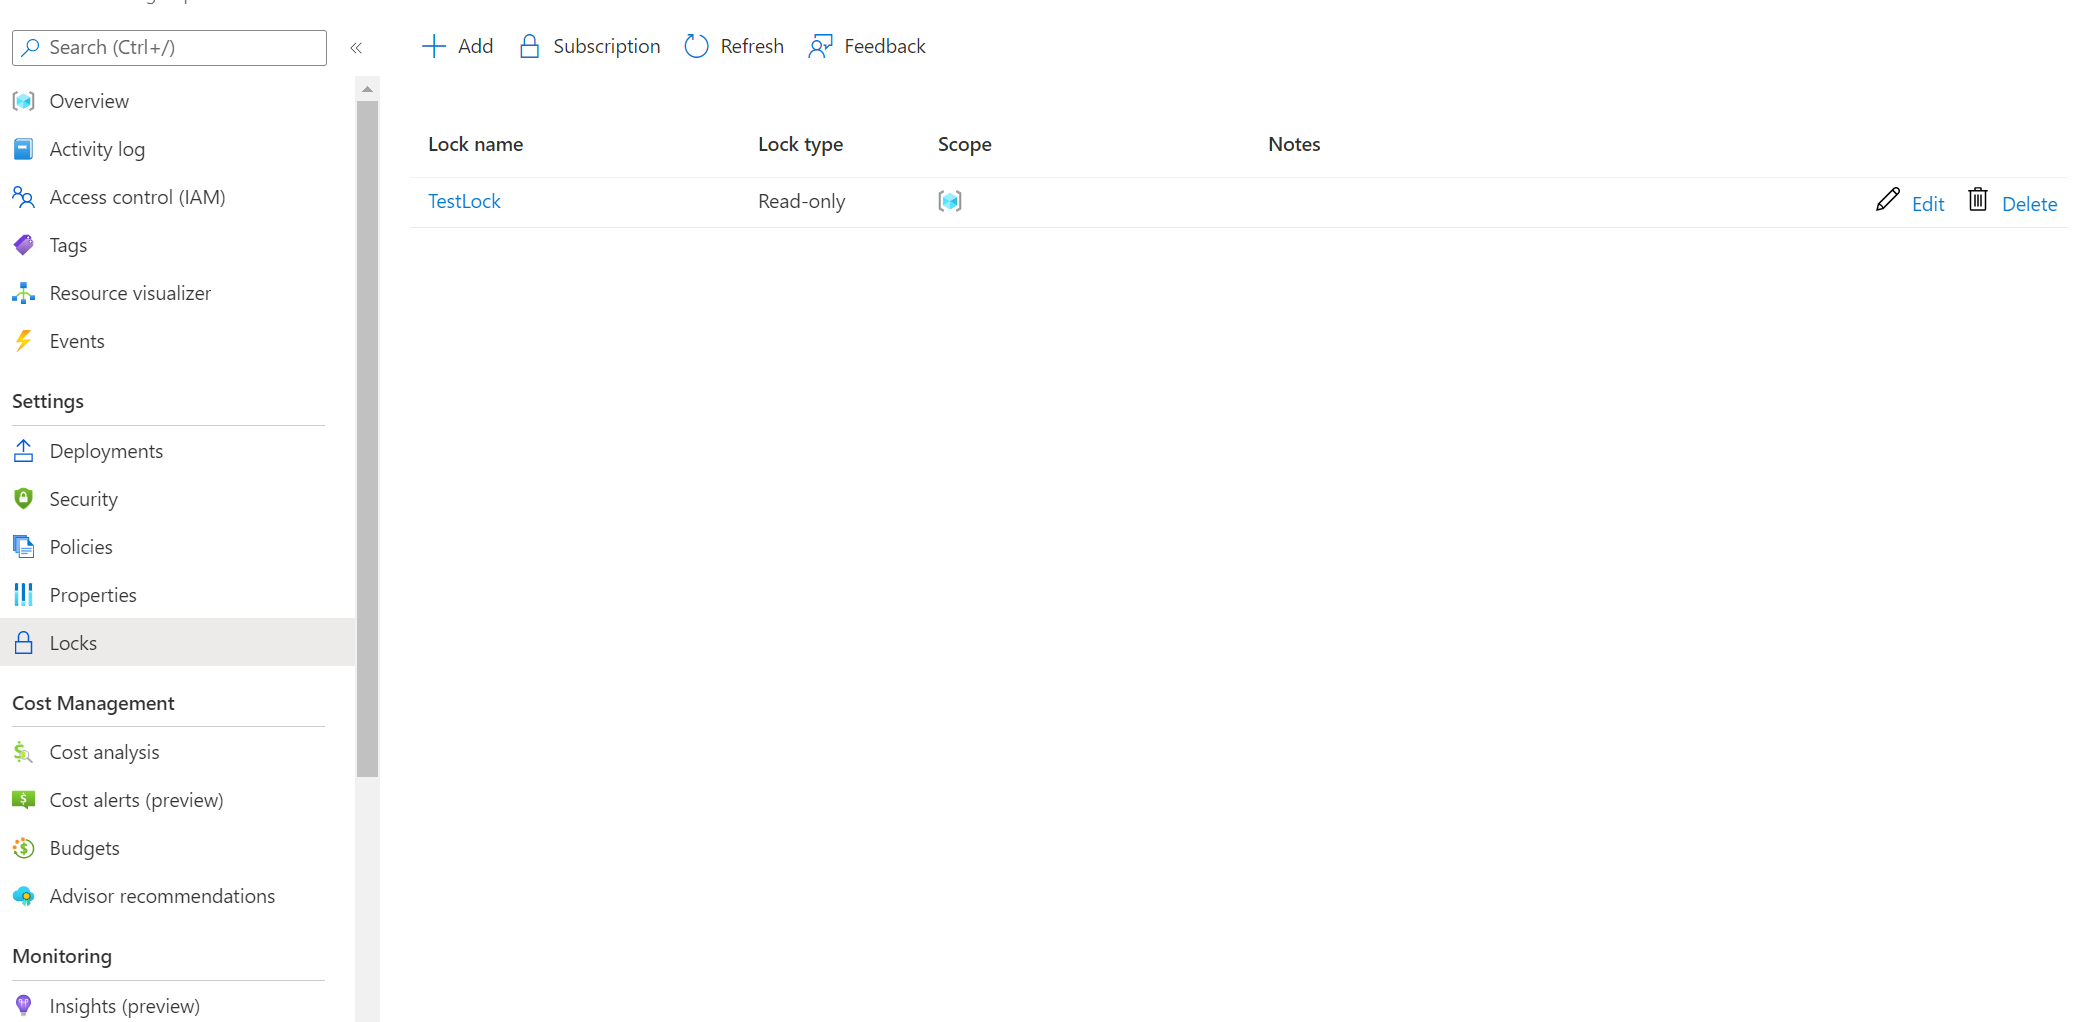 Search (Ctrl+/)
«
Add
Subscription
Refresh
Feedback
Overview
Activity log
Access control (IAM)
Tags
Resource visualizer
Events
Settings
Deployments
Security
Policies
Properties
Locks
Cost Management
Cost analysis
Cost alerts (preview)
Budgets
Advisor recommendations
Monitoring
Insights (preview)
Lock name Lock type Scope Notes
TestLock Read-only Edit Delete